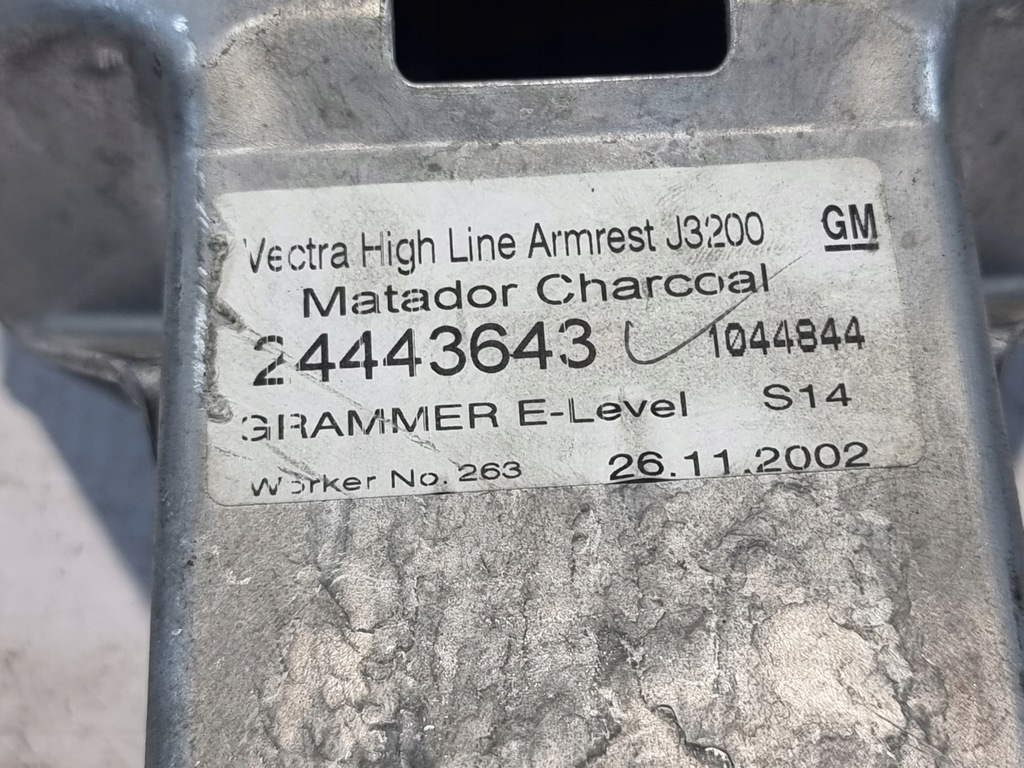 Vectra High Line Armrest J3200 GM
Matador Charcoal
24443643 1044844
GRAMMER E-Level S14
Worker No. 263 26.11.2002